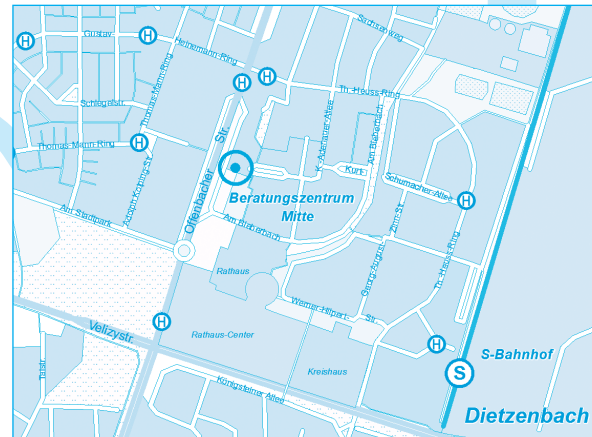 Sachsenweg
Gustav-
Heinemann-Ring
H
H
H
H
Th.-Heuss-Ring
Schlegelstr.
Thomas-Mann-Ring
Str.
K.-Adenauer-Allee
Am Bieberbach
Thomas-Mann-Ring
H
Kurt-
Schumacher-Allee
H
Adolph-Kolping-Str.
Offenbacher
Beratungszentrum
Mitte
Am Stadtpark
Am Bieberbach
Zinn-Str.
Georg-August-
Th.-Heuss-Ring
Rathaus
Werner-Hilpert-
Str.
H
Velizystr.
Rathaus-Center
H
S-Bahnhof
Kreishaus
S
Königsteiner Allee
Dietzenbach